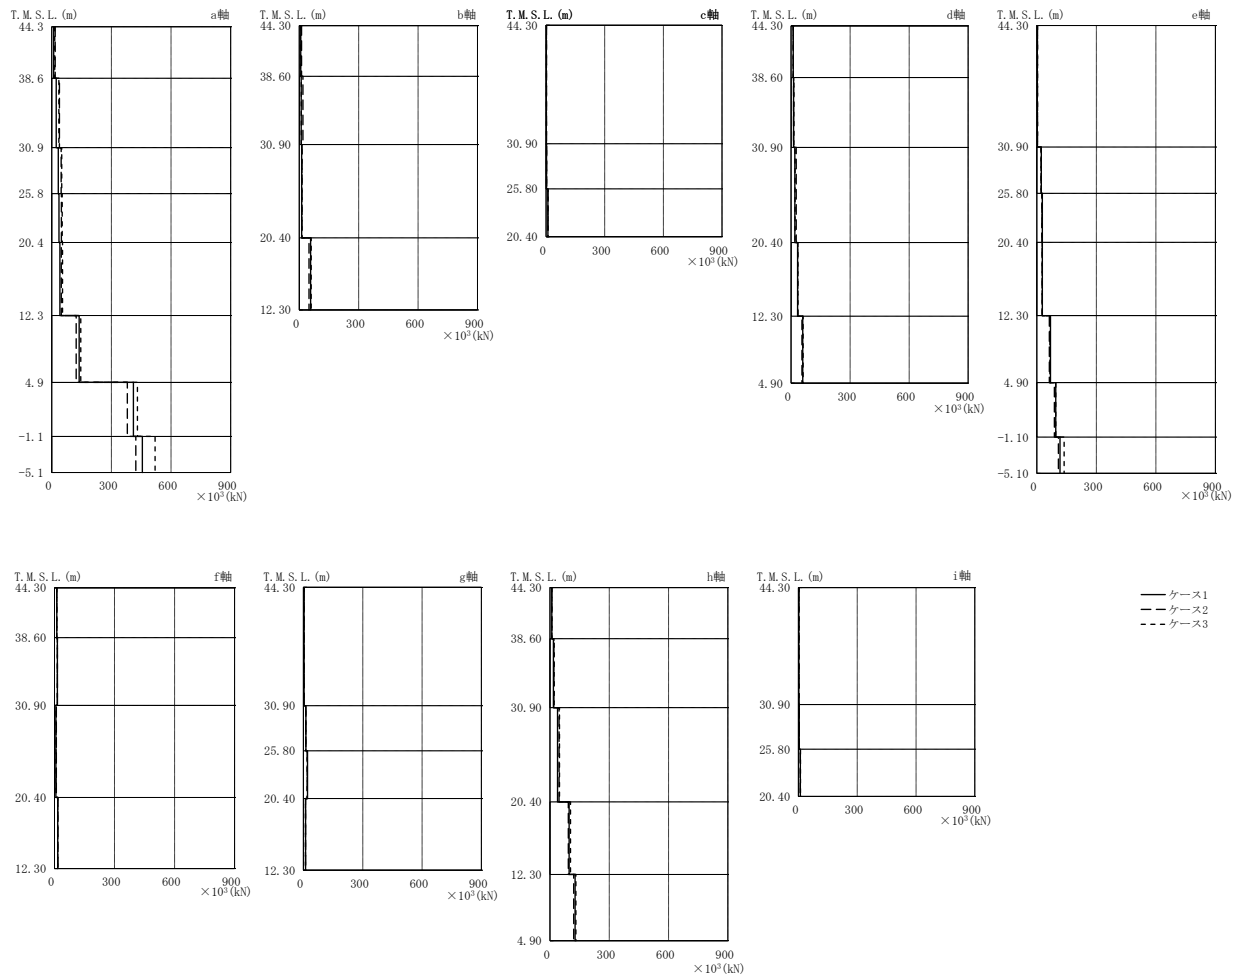 T.M.S.L.(m) a軸
44.3
38.6
30.9
25.8
20.4
12.3
4.9
-1.1
-5.1
0 300 600 900
×10³(kN)
T.M.S.L.(m) b軸
44.30
38.60
30.90
20.40
12.30
0 300 600 900
×10³(kN)
T.M.S.L.(m) c軸
44.30
30.90
25.80
20.40
0 300 600 900
×10³(kN)
T.M.S.L.(m) d軸
44.30
38.60
30.90
20.40
12.30
4.90
0 300 600 900
×10³(kN)
T.M.S.L.(m) e軸
44.30
30.90
25.80
20.40
12.30
4.90
-1.10
-5.10
0 300 600 900
×10³(kN)
T.M.S.L.(m) f軸
44.30
38.60
30.90
20.40
12.30
0 300 600 900
×10³(kN)
T.M.S.L.(m) g軸
44.30
30.90
25.80
20.40
12.30
0 300 600 900
×10³(kN)
T.M.S.L.(m) h軸
44.30
38.60
30.90
20.40
12.30
4.90
0 300 600 900
×10³(kN)
T.M.S.L.(m) i軸
44.30
30.90
25.80
20.40
0 300 600 900
×10³(kN)
ケース1
ケース2
ケース3